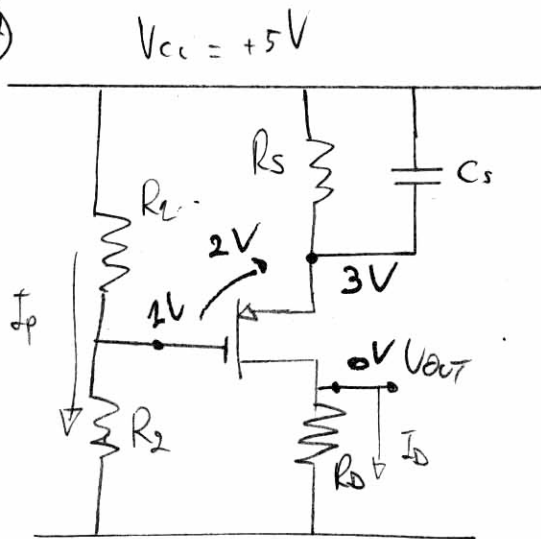 Vcc = +5V
Rs
Cs
R1
2V
3V
Ip
1V
0V VOUT
R2
RD
ID